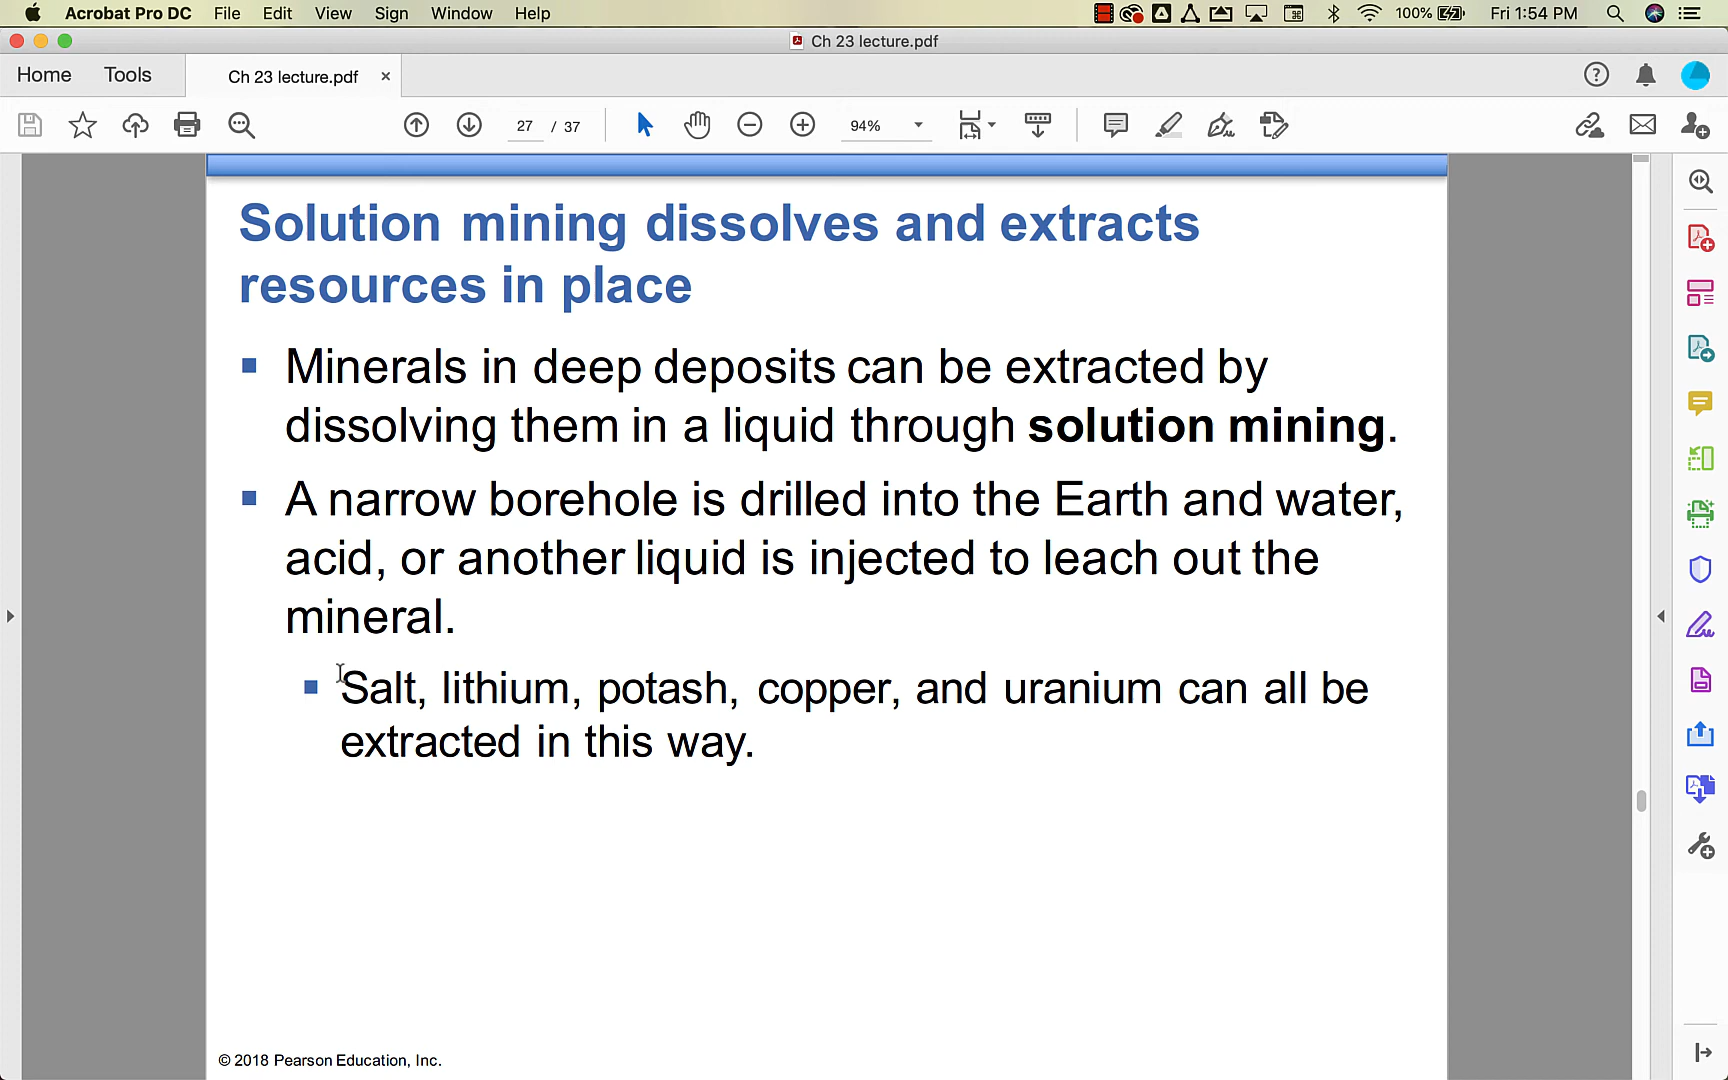 Acrobat Pro DC File Edit View Sign Window Help 100% Fri 1:54 PM
Ch 23 lecture.pdf
Home Tools Ch 23 lecture.pdf ×
27 / 37 94%
Solution mining dissolves and extracts
resources in place
Minerals in deep deposits can be extracted by
dissolving them in a liquid through solution mining.
A narrow borehole is drilled into the Earth and water,
acid, or another liquid is injected to leach out the
mineral.
Salt, lithium, potash, copper, and uranium can all be
extracted in this way.
© 2018 Pearson Education, Inc.